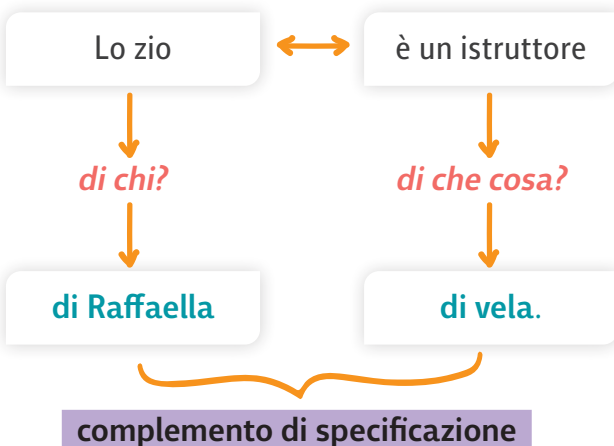 Lo zio
è un istruttore
di chi?
di che cosa?
di Raffaella
di vela.
complemento di specificazione